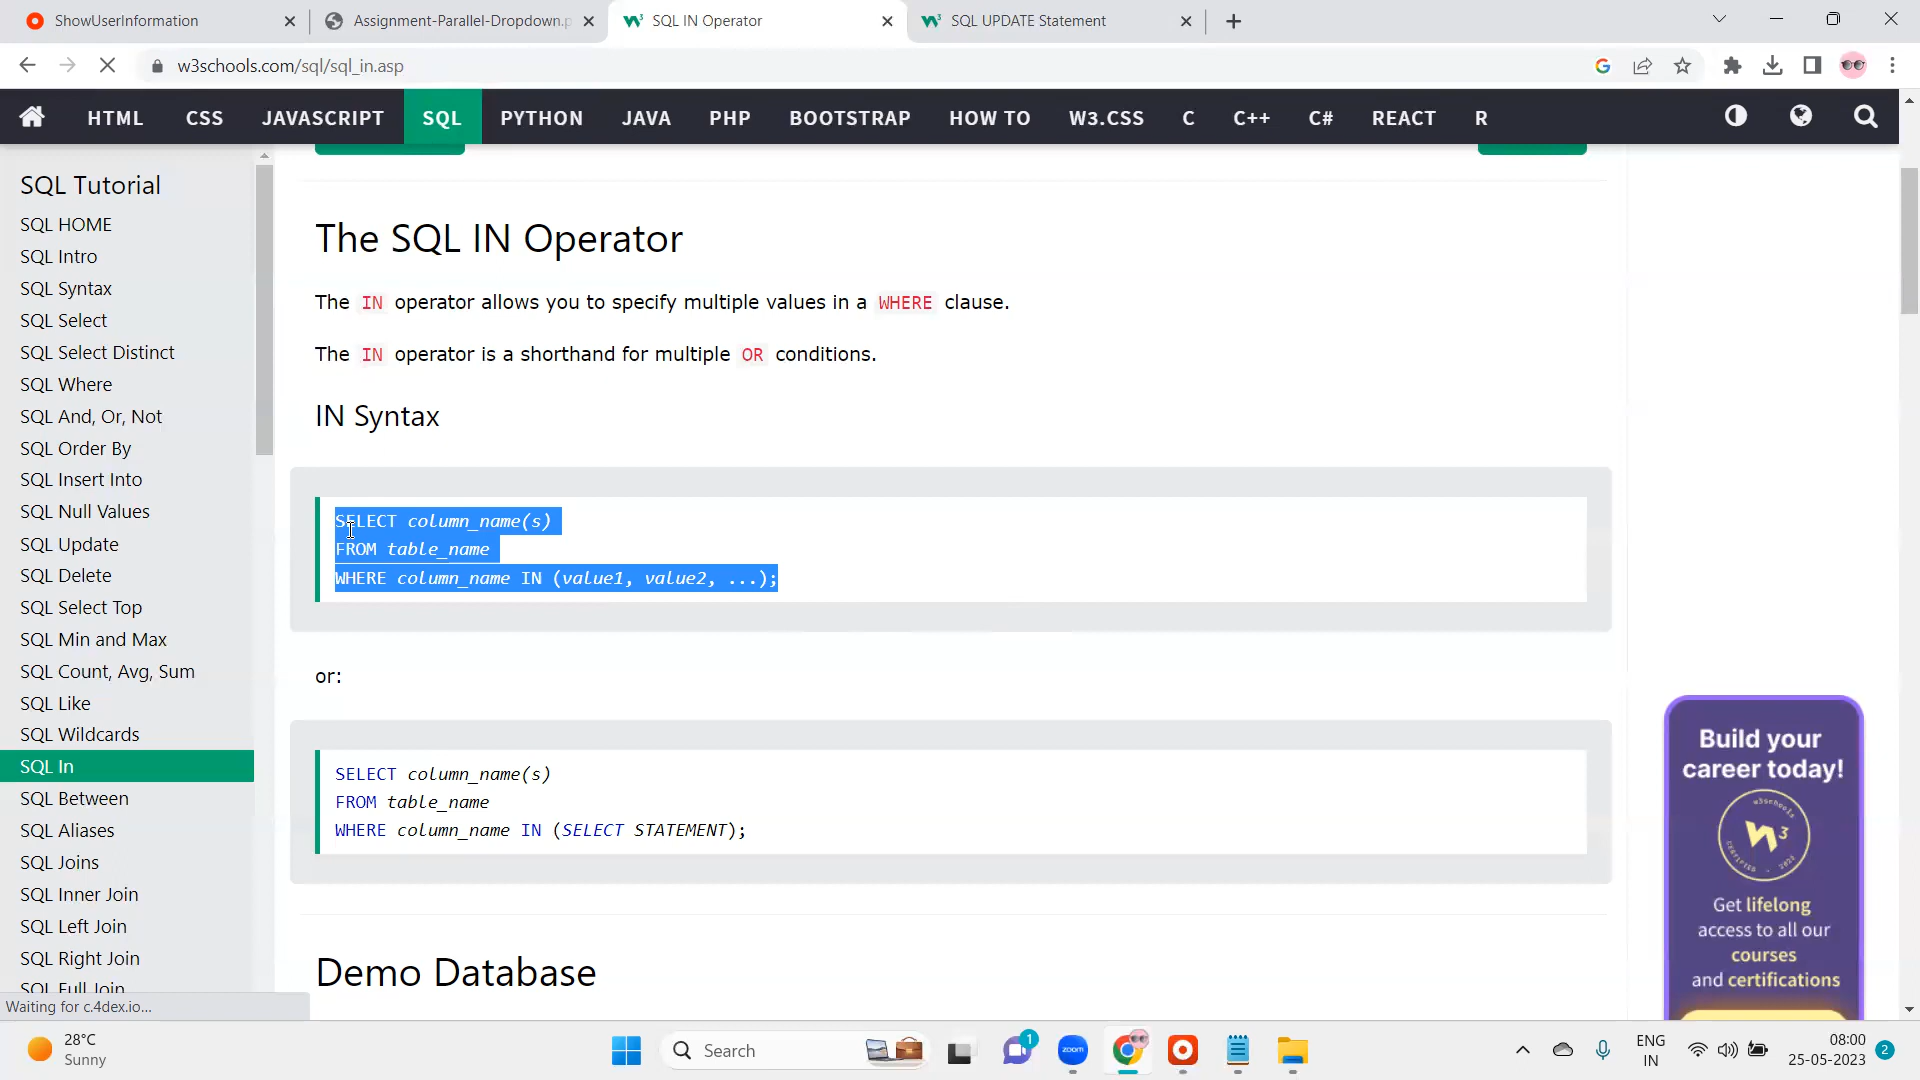 ShowUserInformation
Assignment-Parallel-Dropdown.p
SQL IN Operator
SQL UPDATE Statement
w3schools.com/sql/sql_in.asp
HTML CSS JAVASCRIPT SQL PYTHON JAVA PHP BOOTSTRAP HOW TO W3.CSS C C++ C# REACT R
SQL Tutorial
SQL HOME
SQL Intro
SQL Syntax
SQL Select
SQL Select Distinct
SQL Where
SQL And, Or, Not
SQL Order By
SQL Insert Into
SQL Null Values
SQL Update
SQL Delete
SQL Select Top
SQL Min and Max
SQL Count, Avg, Sum
SQL Like
SQL Wildcards
SQL In
SQL Between
SQL Aliases
SQL Joins
SQL Inner Join
SQL Left Join
SQL Right Join
SQL Full Join
Waiting for c.4dex.io...
The SQL IN Operator
The IN operator allows you to specify multiple values in a WHERE clause.
The IN operator is a shorthand for multiple OR conditions.
IN Syntax
SELECT column_name(s)
FROM table_name
WHERE column_name IN (value1, value2, ...);
or:
SELECT column_name(s)
FROM table_name
WHERE column_name IN (SELECT STATEMENT);
Demo Database
Build your
career today!
w3schools
CERTIFIED . 2023
Get lifelong
access to all our
courses
and certifications
28°C
Sunny
Search
1
zoom
ENG
IN
08:00
25-05-2023
2